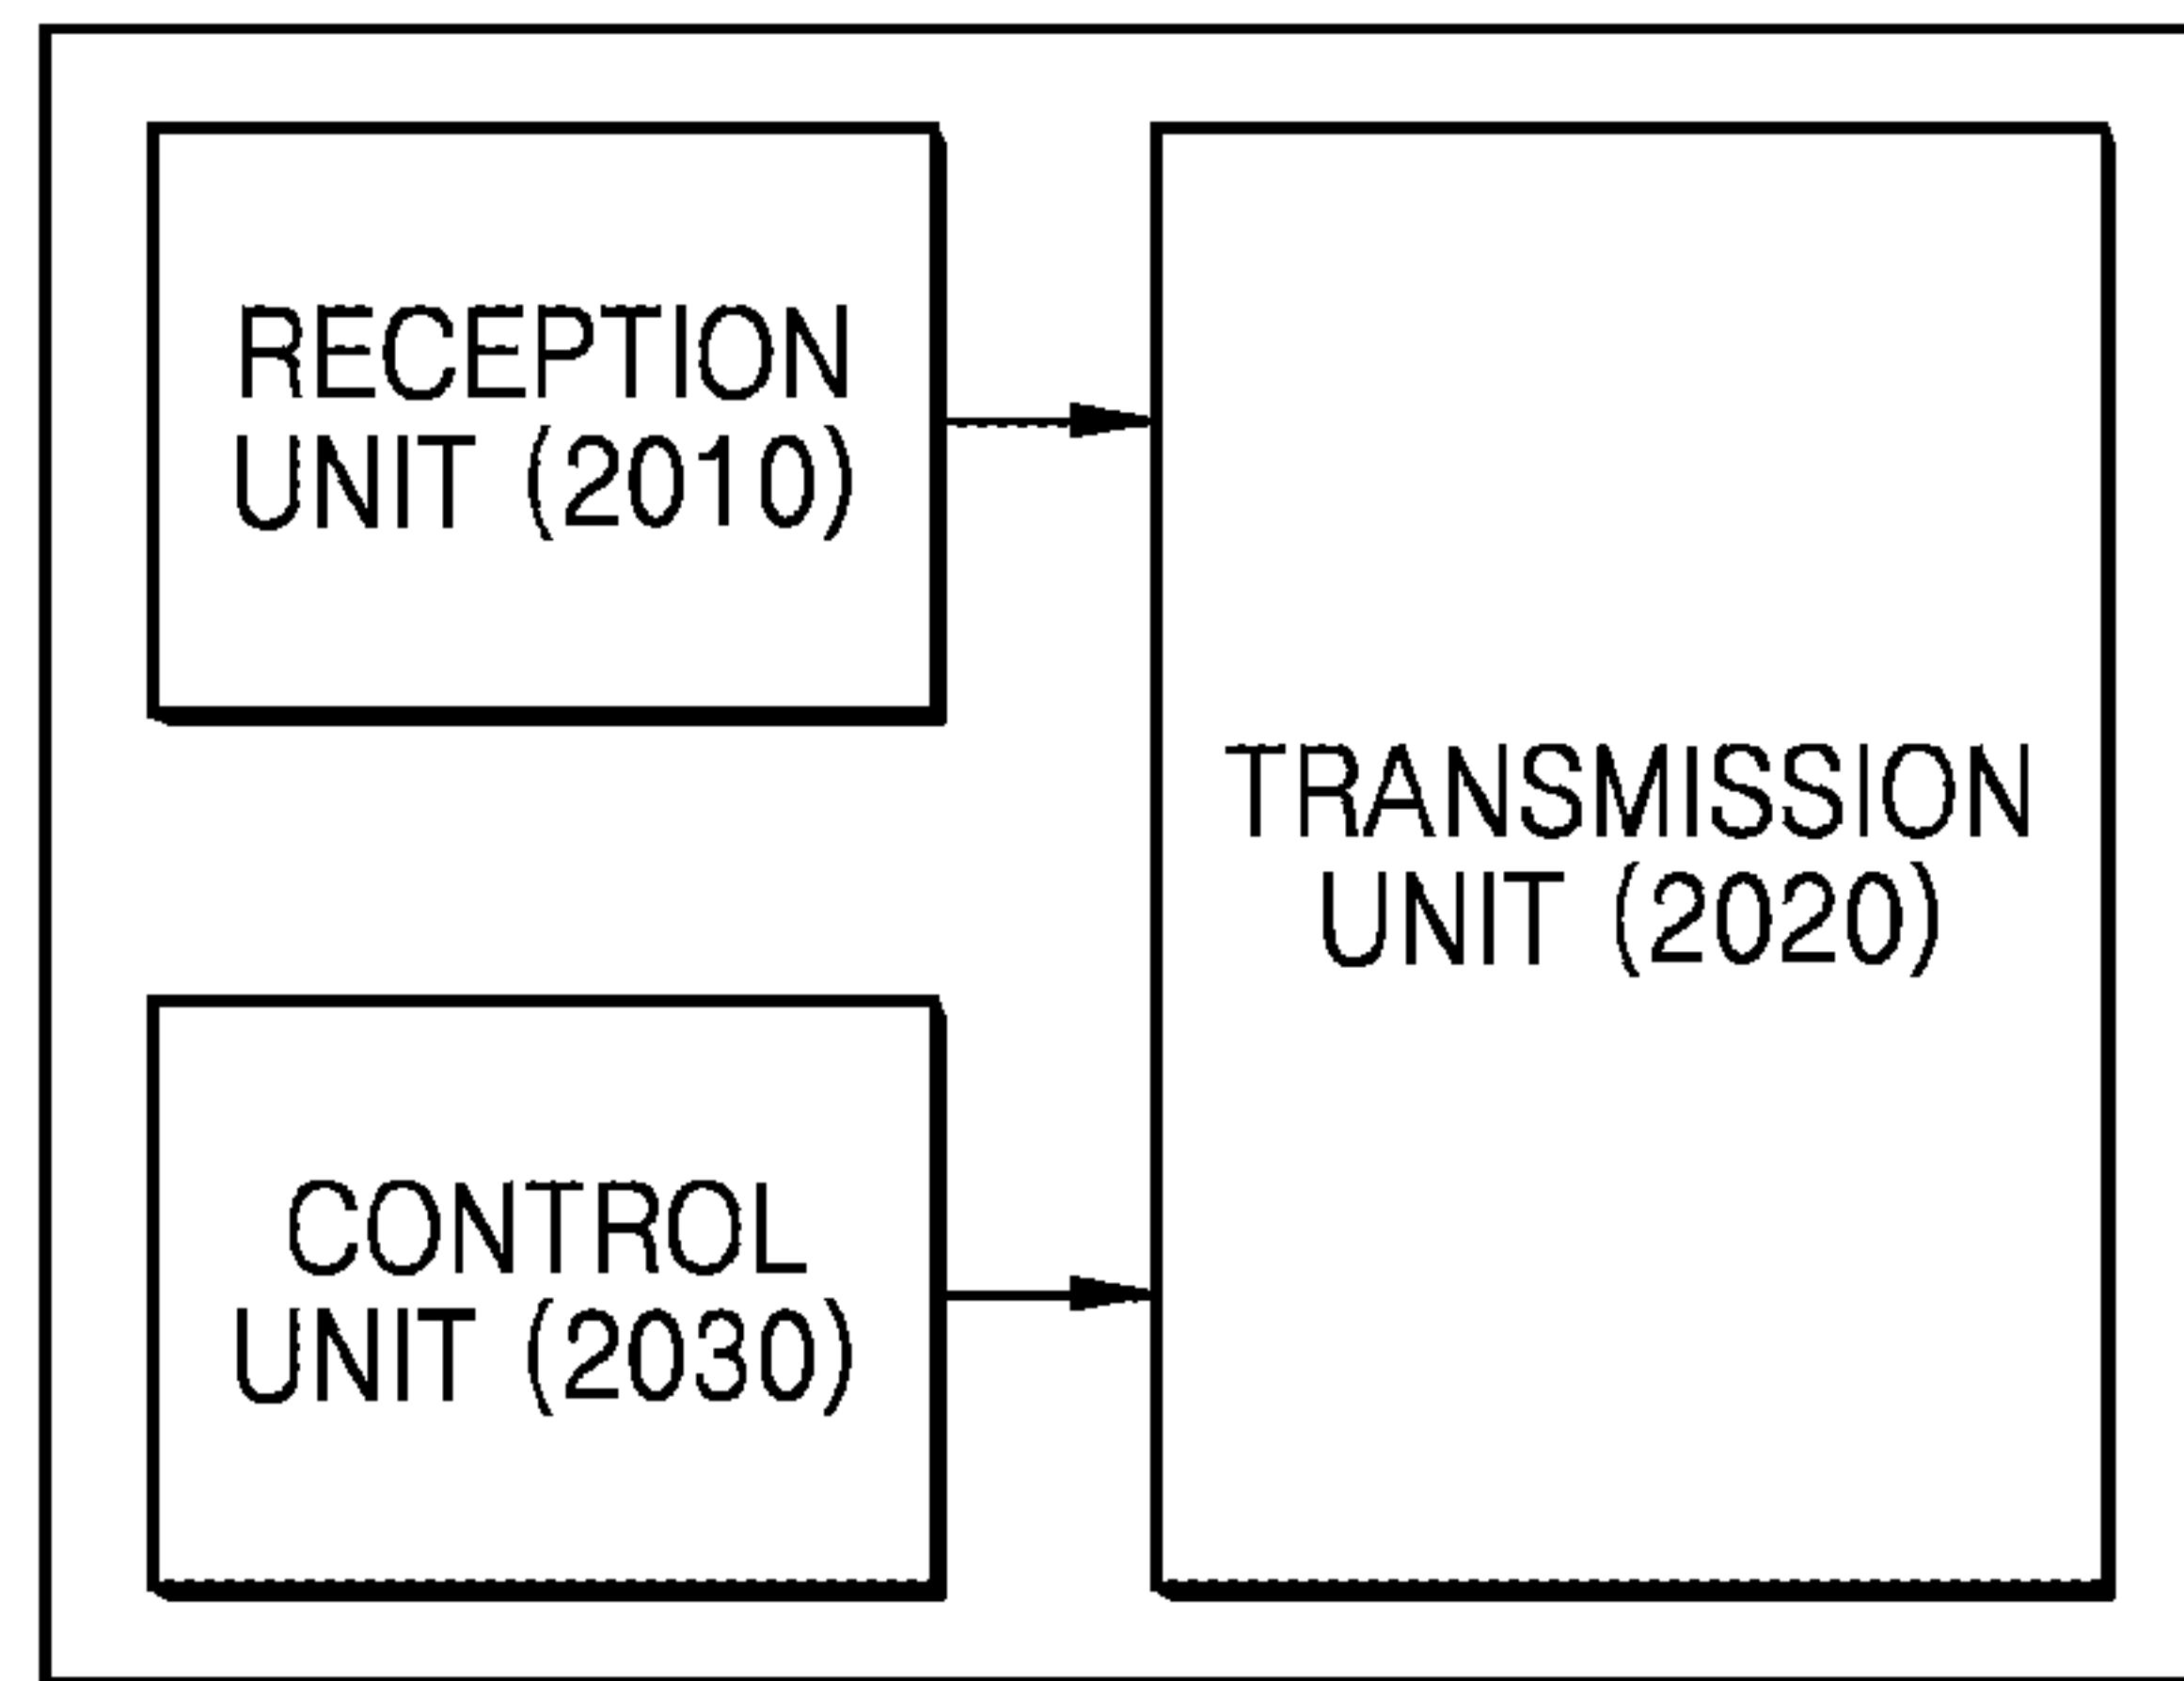 RECEPTION
UNIT (2010)
TRANSMISSION
UNIT (2020)
CONTROL
UNIT (2030)